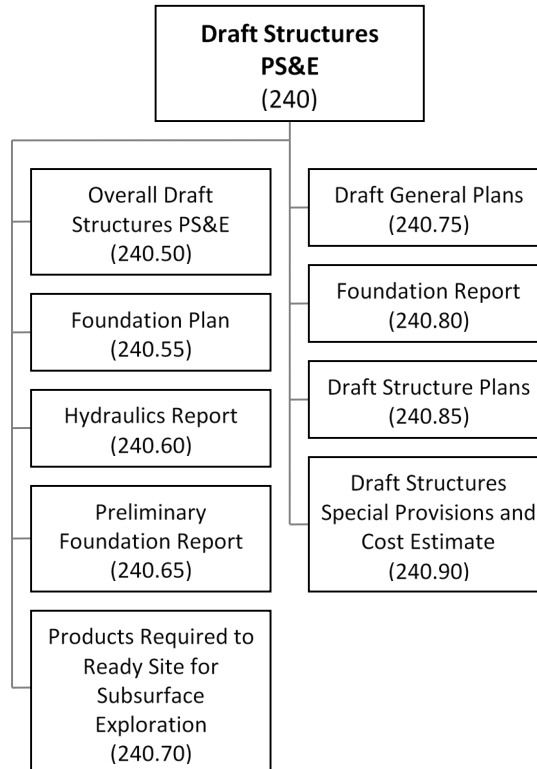 Draft Structures
PS&E
(240)
Overall Draft
Structures PS&E
(240.50)
Foundation Plan
(240.55)
Hydraulics Report
(240.60)
Preliminary
Foundation Report
(240.65)
Products Required to
Ready Site for
Subsurface
Exploration
(240.70)
Draft General Plans
(240.75)
Foundation Report
(240.80)
Draft Structure Plans
(240.85)
Draft Structures
Special Provisions and
Cost Estimate
(240.90)